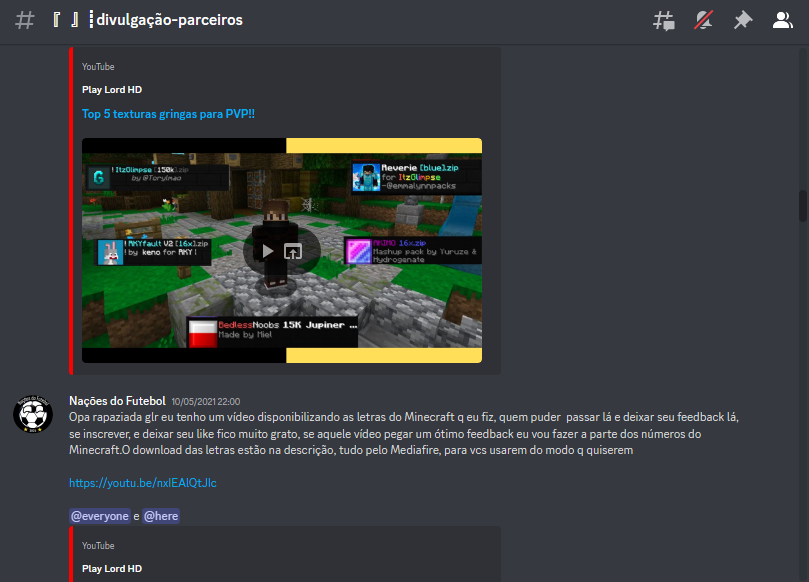 『 』┋divulgação-parceiros
YouTube
Play Lord HD
Top 5 texturas gringas para PVP!!
! ItzGlimpse [150k].zip
by @Torylmao
Reverie [blue].zip
for ItzGlimpse
~@emmalynnpacks
! RKYfault V2 [16x].zip
! by keno for RKY!
AKIMO 16x.zip
Mashup pack by Yuruze &
Hydrogenate
BedlessNoobs 15K Jupiner ...
Made by Miel
Nações do Futebol 10/05/2021 22:00
Opa rapaziada glr eu tenho um vídeo disponibilizando as letras do Minecraft q eu fiz, quem puder passar lá e deixar seu feedback lá,
se inscrever, e deixar seu like fico muito grato, se aquele vídeo pegar um ótimo feedback eu vou fazer a parte dos números do
Minecraft.O download das letras estão na descrição, tudo pelo Mediafire, para vcs usarem do modo q quiserem
https://youtu.be/nxIEAlQtJlc
@everyone e @here
YouTube
Play Lord HD